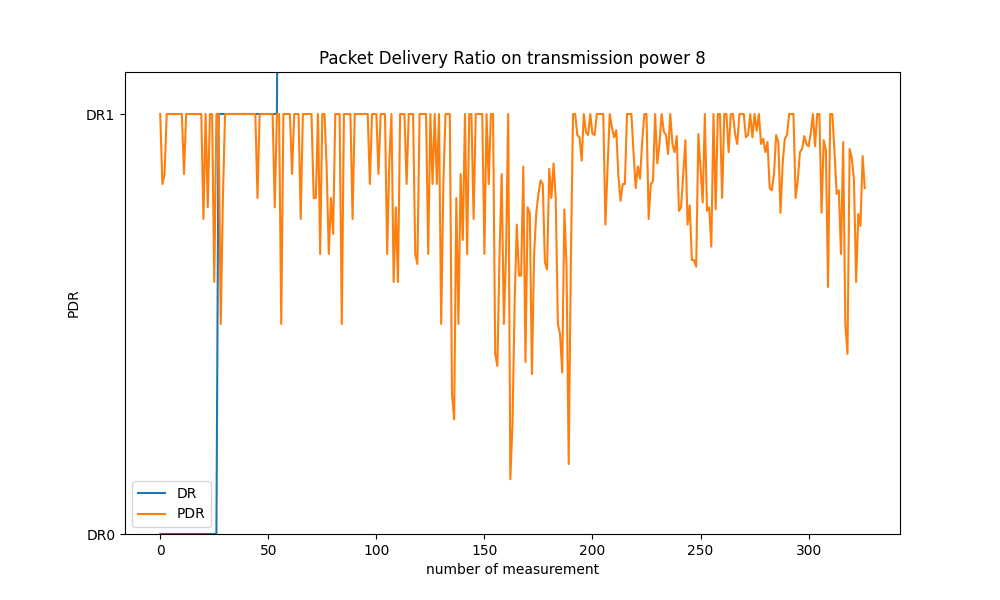 Packet Delivery Ratio on transmission power 8
DR1
PDR
DR0
DR
PDR
0 50 100 150 200 250 300
number of measurement